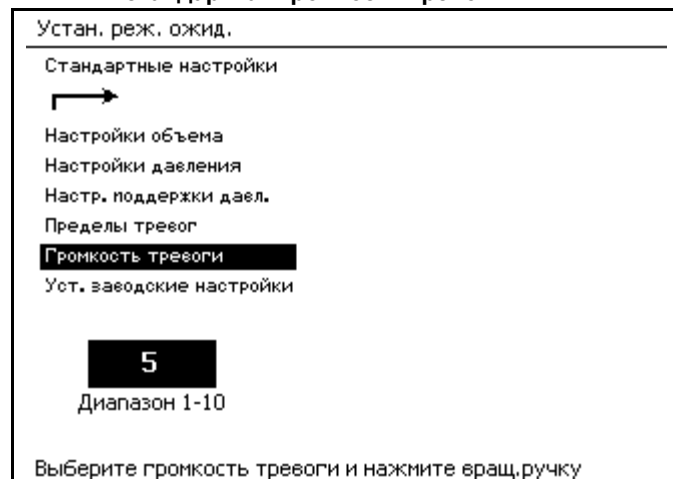 Устан. реж. ожид.
Стандартные настройки
Настройки объема
Настройки давления
Настр. поддержки давл.
Пределы тревог
Громкость тревоги
Уст. заводские настройки
5
Диапазон 1-10
Выберите громкость тревоги и нажмите вращ.ручку